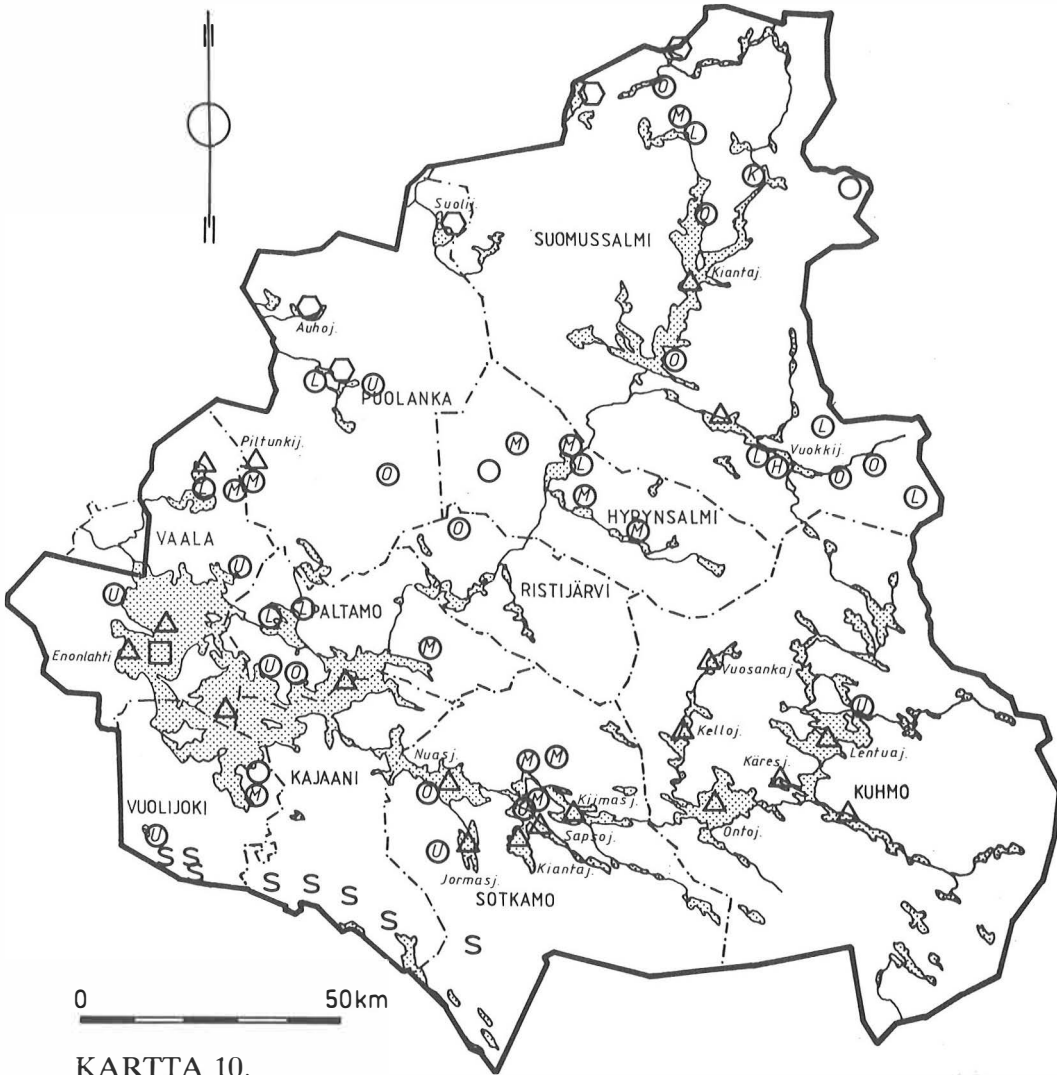 O
M
L
K
Suolij.
O
SUOMUSSALMI
Kiantaj.
Auhoj.
O
L U
PUOLANKA
L
Piltunkij. M M
L Vuokkij.
L H O
O O
L M M
M L
HYRYNSALMI
O M
VAALA
U
RISTIJÄRVI
U
L L PALTAMO
M
Enonlahti
U O
Vuosankaj
U
Kelloj.
Nuasj. Lentuaj.
M M
Käresj.
KAJAANI
O M M Kiimasj.
KUHMO
VUOLIJOKI
O
Sapsoj.
U Ontoj.
U
S S
Kiantaj.
S
Jormasj.
S S S
SOTKAMO
S S
0 50km
KARTTA 10.